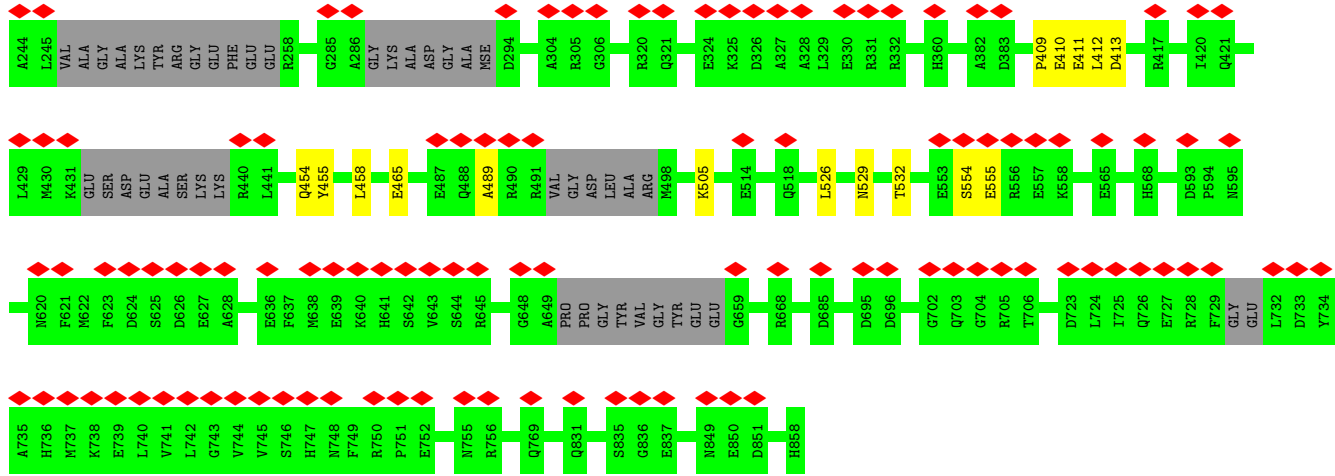 A244 L245 VAL ALA GLY ALA LYS TYR ARG GLY GLU PHE GLU GLU R258 G285 A286 GLY LYS ALA ASP GLY ALA MSE D294 A304 R305 G306 R320 Q321 E324 K325 D326 A327 A328 L329 E330 R331 R332 H360 A382 D383 P409 E410 E411 L412 D413 R417 I420 Q421
L429 M430 K431 GLU SER ASP GLU ALA SER LYS LYS R440 L441 Q454 Y455 L458 E465 E487 Q488 A489 R490 R491 VAL GLY ASP LEU ALA ARG M498 K505 E514 Q518 L526 N529 T532 E553 S554 E555 R556 E557 K558 E565 H568 D593 P594 N595
N620 F621 M622 F623 D624 S625 D626 E627 A628 E636 F637 M638 E639 K640 H641 S642 V643 S644 R645 G648 A649 PRO PRO GLY TYR VAL GLY TYR GLU GLU G659 R668 D685 D695 D696 G702 Q703 G704 R705 T706 D723 L724 I725 Q726 E727 R728 F729 GLY GLU L732 D733 Y734
A735 H736 M737 K738 E739 L740 V741 L742 G743 V744 V745 S746 H747 N748 F749 R750 P751 E752 N755 R756 Q769 Q831 S835 G836 E837 N849 E850 D851 H858